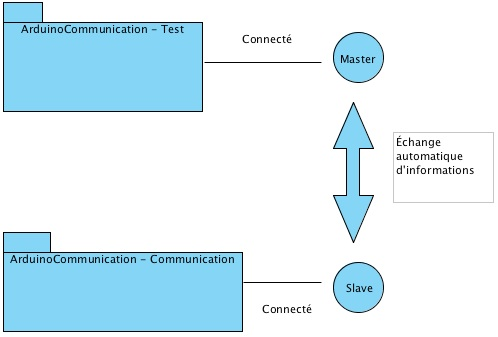 ArduinoCommunication – Test
Connecté
Master
Échange
automatique
d'informations
ArduinoCommunication – Communication
Slave
Connecté